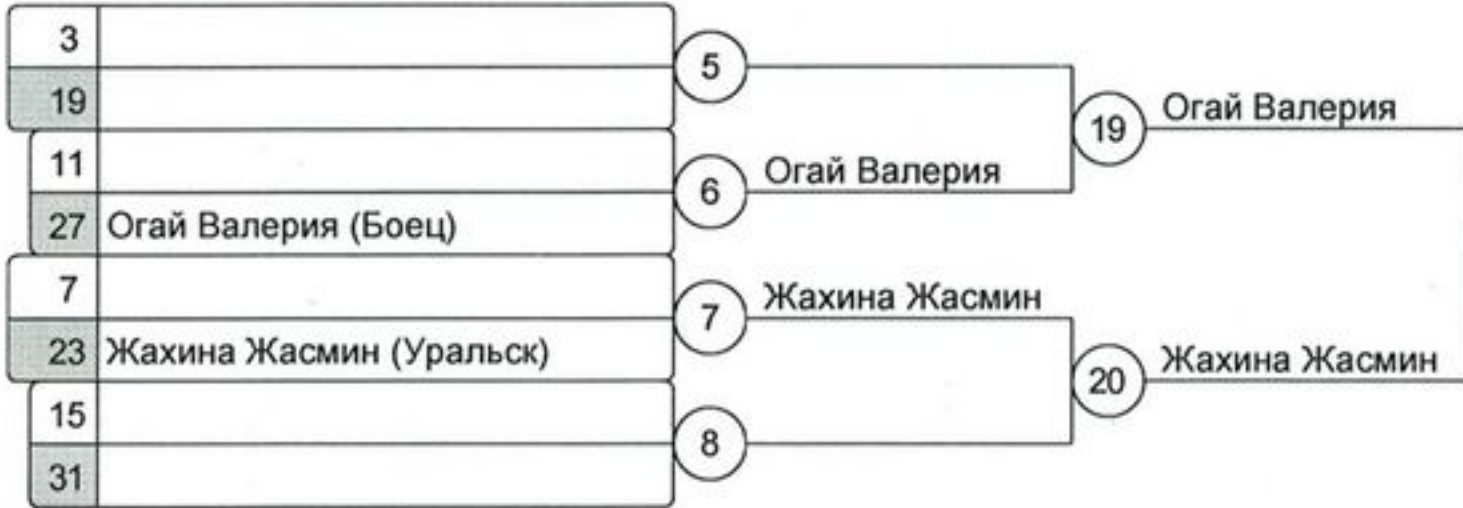 3
5
19
19 Огай Валерия
11
6 Огай Валерия
27 Огай Валерия (Боец)
7
7 Жахина Жасмин
23 Жахина Жасмин (Уральск)
20 Жахина Жасмин
15
8
31